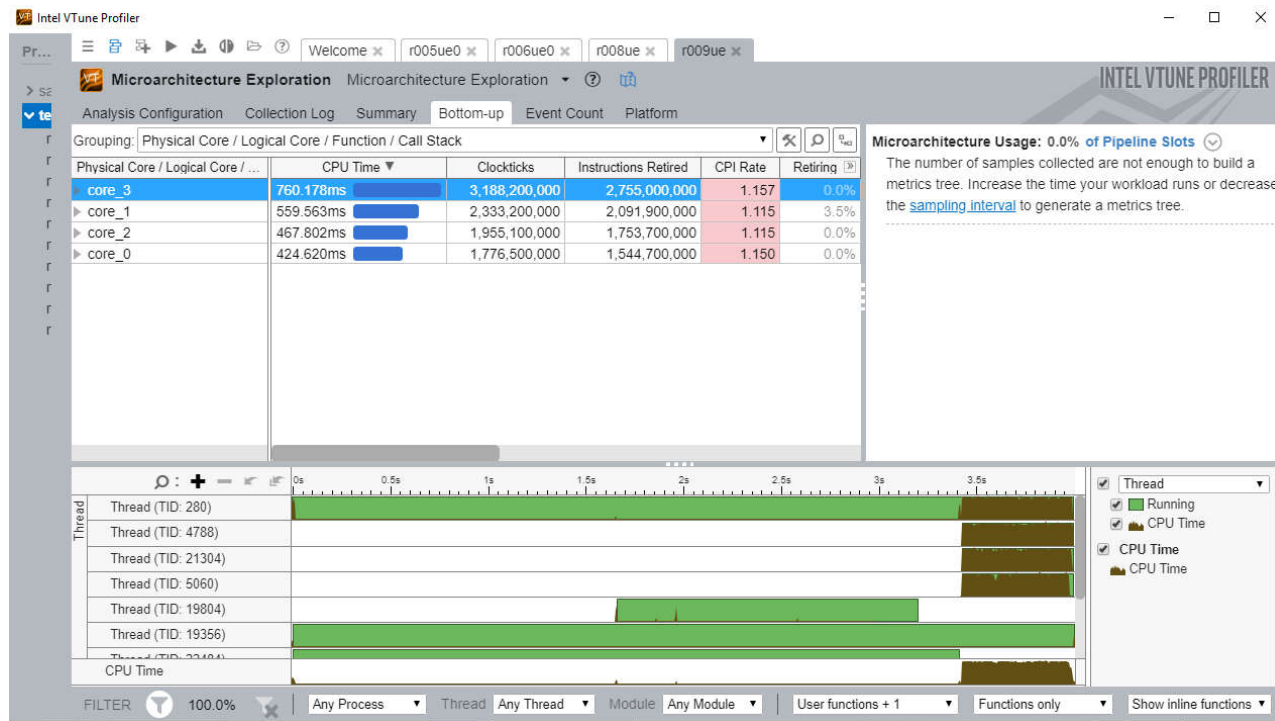 Intel VTune Profiler
Pr...
Welcome
r005ue0
r006ue0
r008ue
r009ue
sa
te
r
r
r
r
r
r
r
r
r
r
Microarchitecture Exploration Microarchitecture Exploration
INTEL VTUNE PROFILER
Analysis Configuration Collection Log Summary Bottom-up Event Count Platform
Grouping: Physical Core / Logical Core / Function / Call Stack
Physical Core / Logical Core / ... CPU Time Clockticks Instructions Retired CPI Rate Retiring
core_3 760.178ms 3,188,200,000 2,755,000,000 1.157 0.0%
core_1 559.563ms 2,333,200,000 2,091,900,000 1.115 3.5%
core_2 467.802ms 1,955,100,000 1,753,700,000 1.115 0.0%
core_0 424.620ms 1,776,500,000 1,544,700,000 1.150 0.0%
Microarchitecture Usage: 0.0% of Pipeline Slots
The number of samples collected are not enough to build a
metrics tree. Increase the time your workload runs or decrease
the sampling interval to generate a metrics tree.
0s 0.5s 1s 1.5s 2s 2.5s 3s 3.5s
Thread
Thread (TID: 280)
Thread (TID: 4788)
Thread (TID: 21304)
Thread (TID: 5060)
Thread (TID: 19804)
Thread (TID: 19356)
Thread (TID: 22484)
CPU Time
Thread
Running
CPU Time
CPU Time
CPU Time
FILTER 100.0% Any Process Thread Any Thread Module Any Module User functions + 1 Functions only Show inline functions